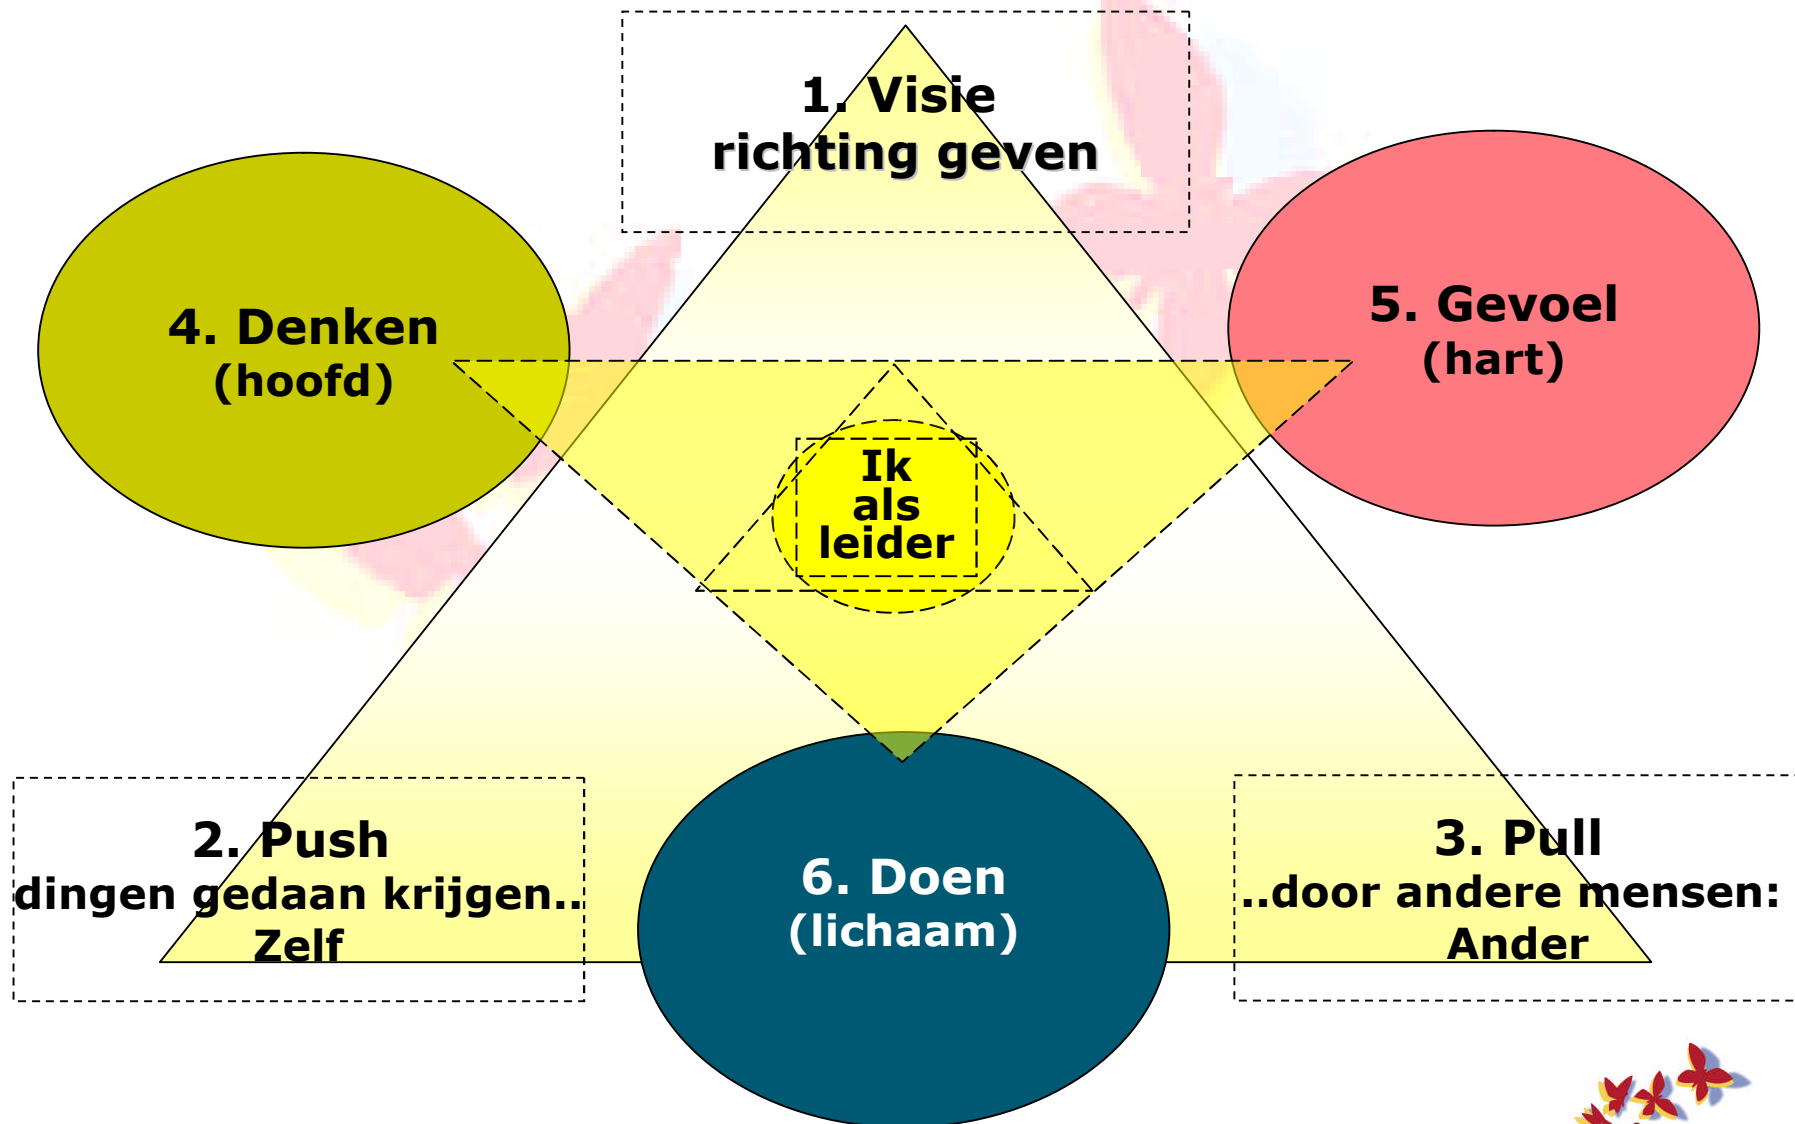 1. Visie
richting geven
4. Denken
(hoofd)
5. Gevoel
(hart)
Ik
als
leider
2. Push
dingen gedaan krijgen..
Zelf
6. Doen
(lichaam)
3. Pull
..door andere mensen:
Ander